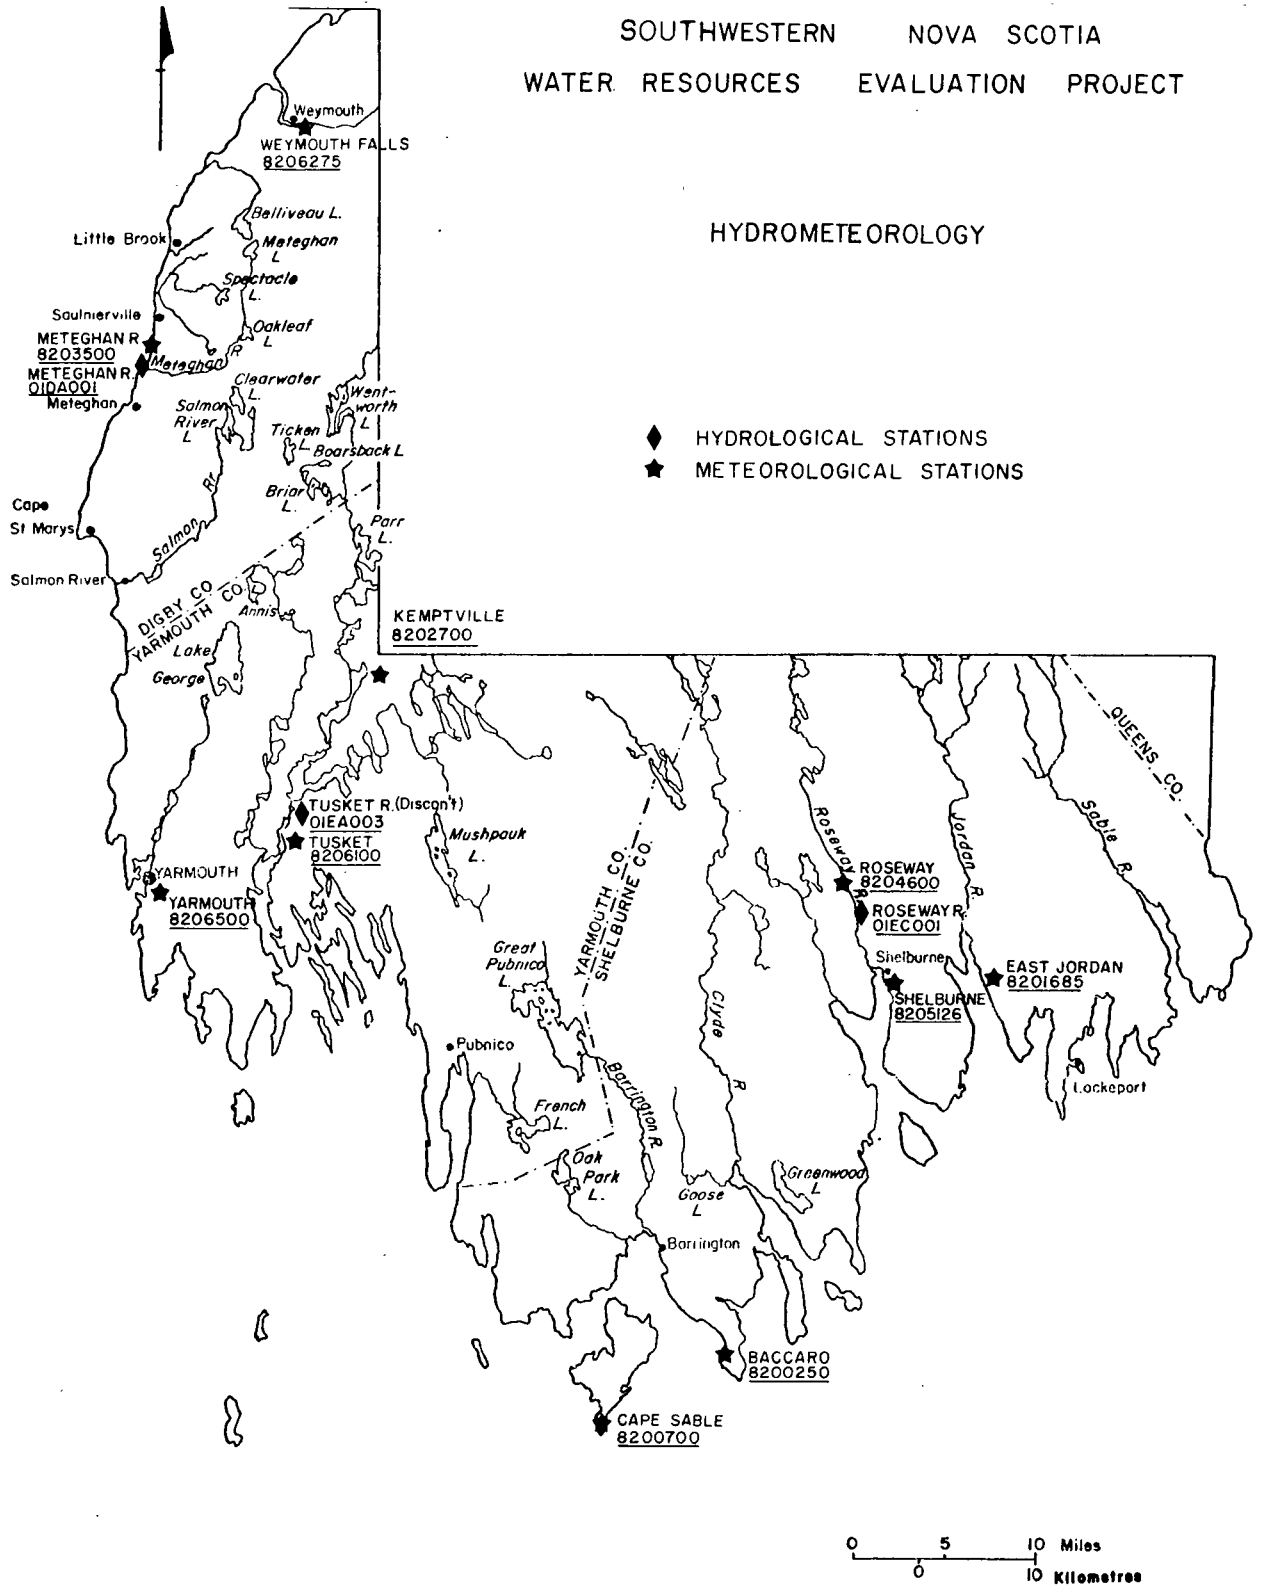 SOUTHWESTERN NOVA SCOTIA
WATER RESOURCES EVALUATION PROJECT
HYDROMETEOROLOGY
Weymouth
WEYMOUTH FALLS
8206275
Belliveau L.
Little Brook
Meteghan
L
Spectacle
L.
Saulnierville
Oakleaf
L
METEGHAN R
8203500
Meteghan R
METEGHAN R.
01DA001
Meteghan
Clearwater
L.
Salmon
River
L
Went-
worth
L
Ticken
L
Boarsback L
Briar
L.
HYDROLOGICAL STATIONS
METEOROLOGICAL STATIONS
Cape
St Marys
Parr
L.
Salmon RI
Salmon River
DIGBY CO
YARMOUTH CO.
Annis
L
KEMPTVILLE
8202700
Lake
George
QUEENS CO.
TUSKET R. (Discon't)
01EA003
TUSKET
8206100
Mushpauk
L.
Roseway R
Jordan R.
Sable R.
YARMOUTH
YARMOUTH
8206500
YARMOUTH CO.
SHELBURNE CO.
ROSEWAY
8204600
ROSEWAY R
01EC001
Great
Pubnico
L.
Shelburne
SHELBURNE
8205126
EAST JORDAN
8201685
Clyde R
Pubnico
Barrington R.
Lockeport
French
L.
Oak
Park
L.
Goose
L
Greenwood
L
Barrington
BACCARO
8200250
CAPE SABLE
8200700
0 5 10 Miles
0 10 Kilometres